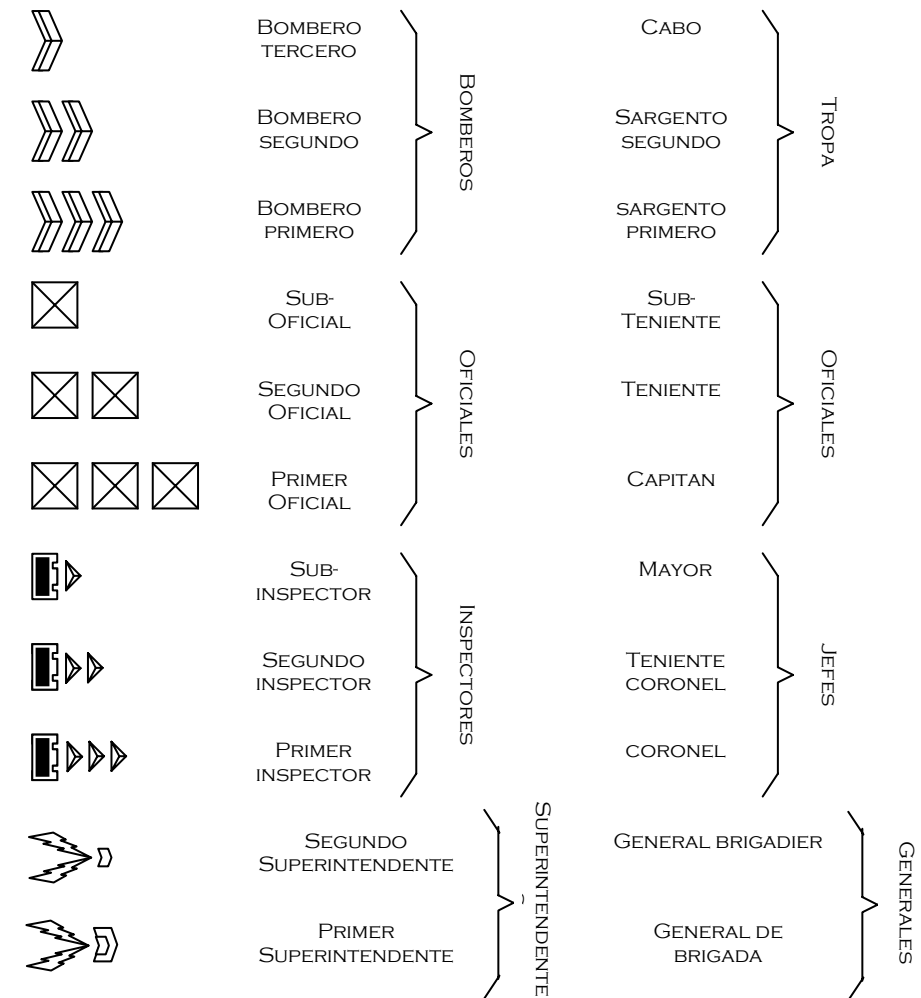 BOMBERO
TERCERO
CABO
BOMBERO
SEGUNDO
SARGENTO
SEGUNDO
BOMBERO
PRIMERO
SARGENTO
PRIMERO
BOMBEROS
TROPA
SUB-
OFICIAL
SUB-
TENIENTE
SEGUNDO
OFICIAL
TENIENTE
PRIMER
OFICIAL
CAPITAN
OFICIALES
OFICIALES
SUB-
INSPECTOR
MAYOR
SEGUNDO
INSPECTOR
TENIENTE
CORONEL
PRIMER
INSPECTOR
CORONEL
INSPECTORES
JEFES
SEGUNDO
SUPERINTENDENTE
GENERAL BRIGADIER
PRIMER
SUPERINTENDENTE
GENERAL DE
BRIGADA
SUPERINTENDENTE
GENERALES